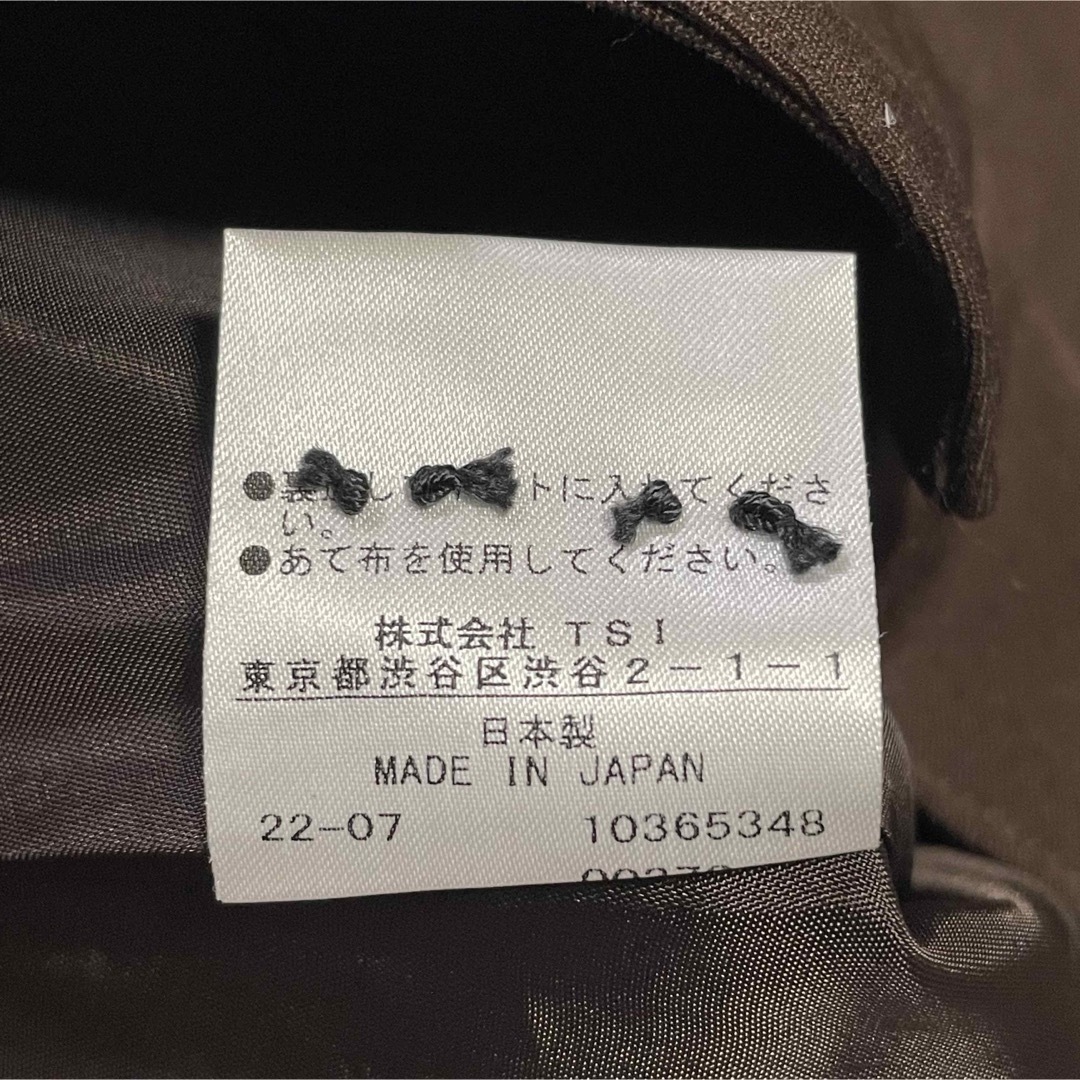 ●裏 し トに入れてくださ
い。
●あて布を使用してください。
株式会社 TSI
東京都渋谷区渋谷2-1-1
日本製
MADE IN JAPAN
22-07 10365348